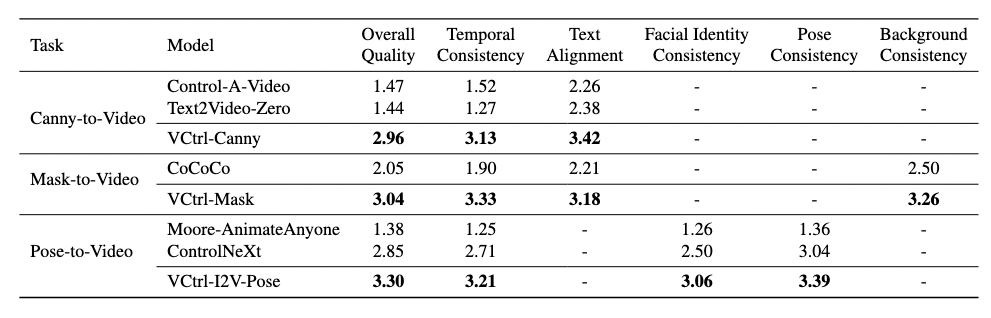 Task Model Overall Quality Temporal Consistency Text Alignment Facial Identity Consistency Pose Consistency Background Consistency
Canny-to-Video
Control-A-Video 1.47 1.52 2.26 - - -
Text2Video-Zero 1.44 1.27 2.38 - - -
VCtrl-Canny 2.96 3.13 3.42 - - -
Mask-to-Video
CoCoCo 2.05 1.90 2.21 - - 2.50
VCtrl-Mask 3.04 3.33 3.18 - - 3.26
Pose-to-Video
Moore-AnimateAnyone 1.38 1.25 - 1.26 1.36 -
ControlNeXt 2.85 2.71 - 2.50 3.04 -
VCtrl-I2V-Pose 3.30 3.21 - 3.06 3.39 -